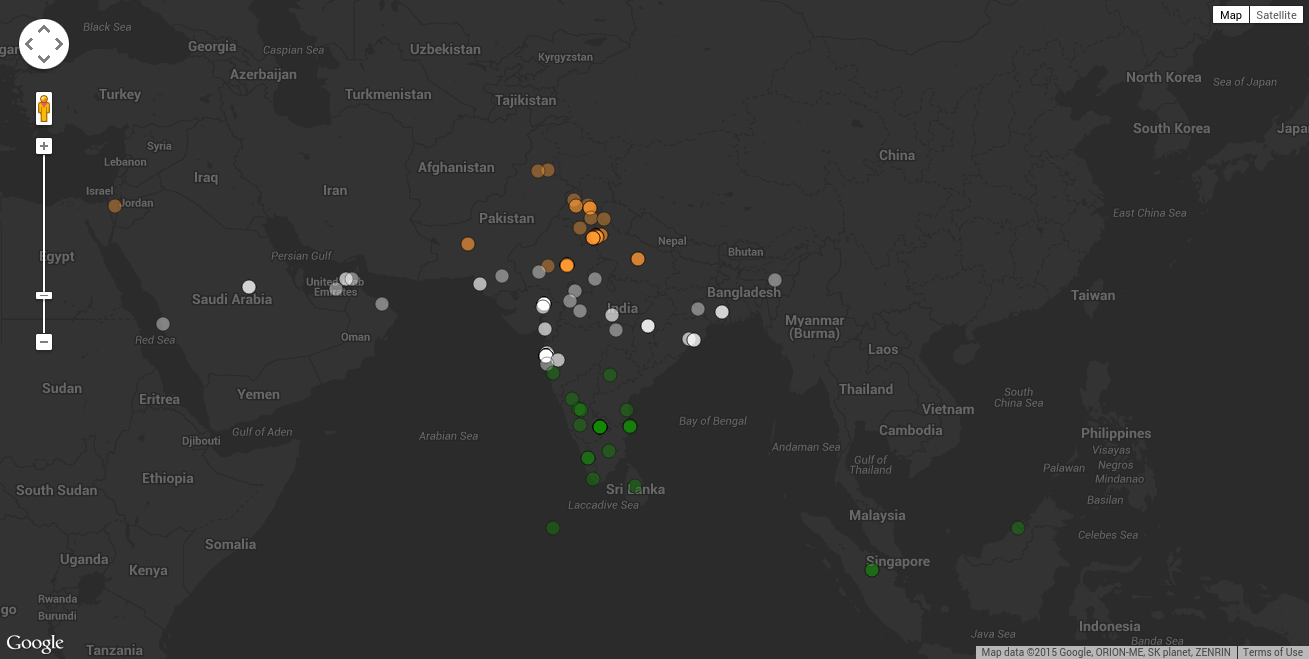 Black Sea
Map
Satellite
Georgia
Caspian Sea
Uzbekistan
Kyrgyzstan
Azerbaijan
North Korea
Sea of Japan
Turkey
Turkmenistan
Tajikistan
South Korea
Japa
Syria
Lebanon
Afghanistan
China
Iraq
Iran
Israel
Jordan
Pakistan
East China Sea
Nepal
Bhutan
Egypt
Persian Gulf
United Arab
Emirates
Saudi Arabia
Bangladesh
Taiwan
India
Myanmar
(Burma)
Red Sea
Oman
Laos
Sudan
Eritrea
Yemen
Thailand
South
China Sea
Vietnam
Gulf of Aden
Djibouti
Arabian Sea
Bay of Bengal
Andaman Sea
Cambodia
Philippines
Visayas
Gulf of
Thailand
Palawan
Negros
Mindanao
Ethiopia
South Sudan
Sri Lanka
Laccadive Sea
Basilan
Malaysia
Celebes Sea
Somalia
Uganda
Kenya
Singapore
Rwanda
Burundi
go
Indonesia
Java Sea
Banda Sea
Google
Tanzania
Map data ©2015 Google, ORION-ME, SK planet, ZENRIN
Terms of Use